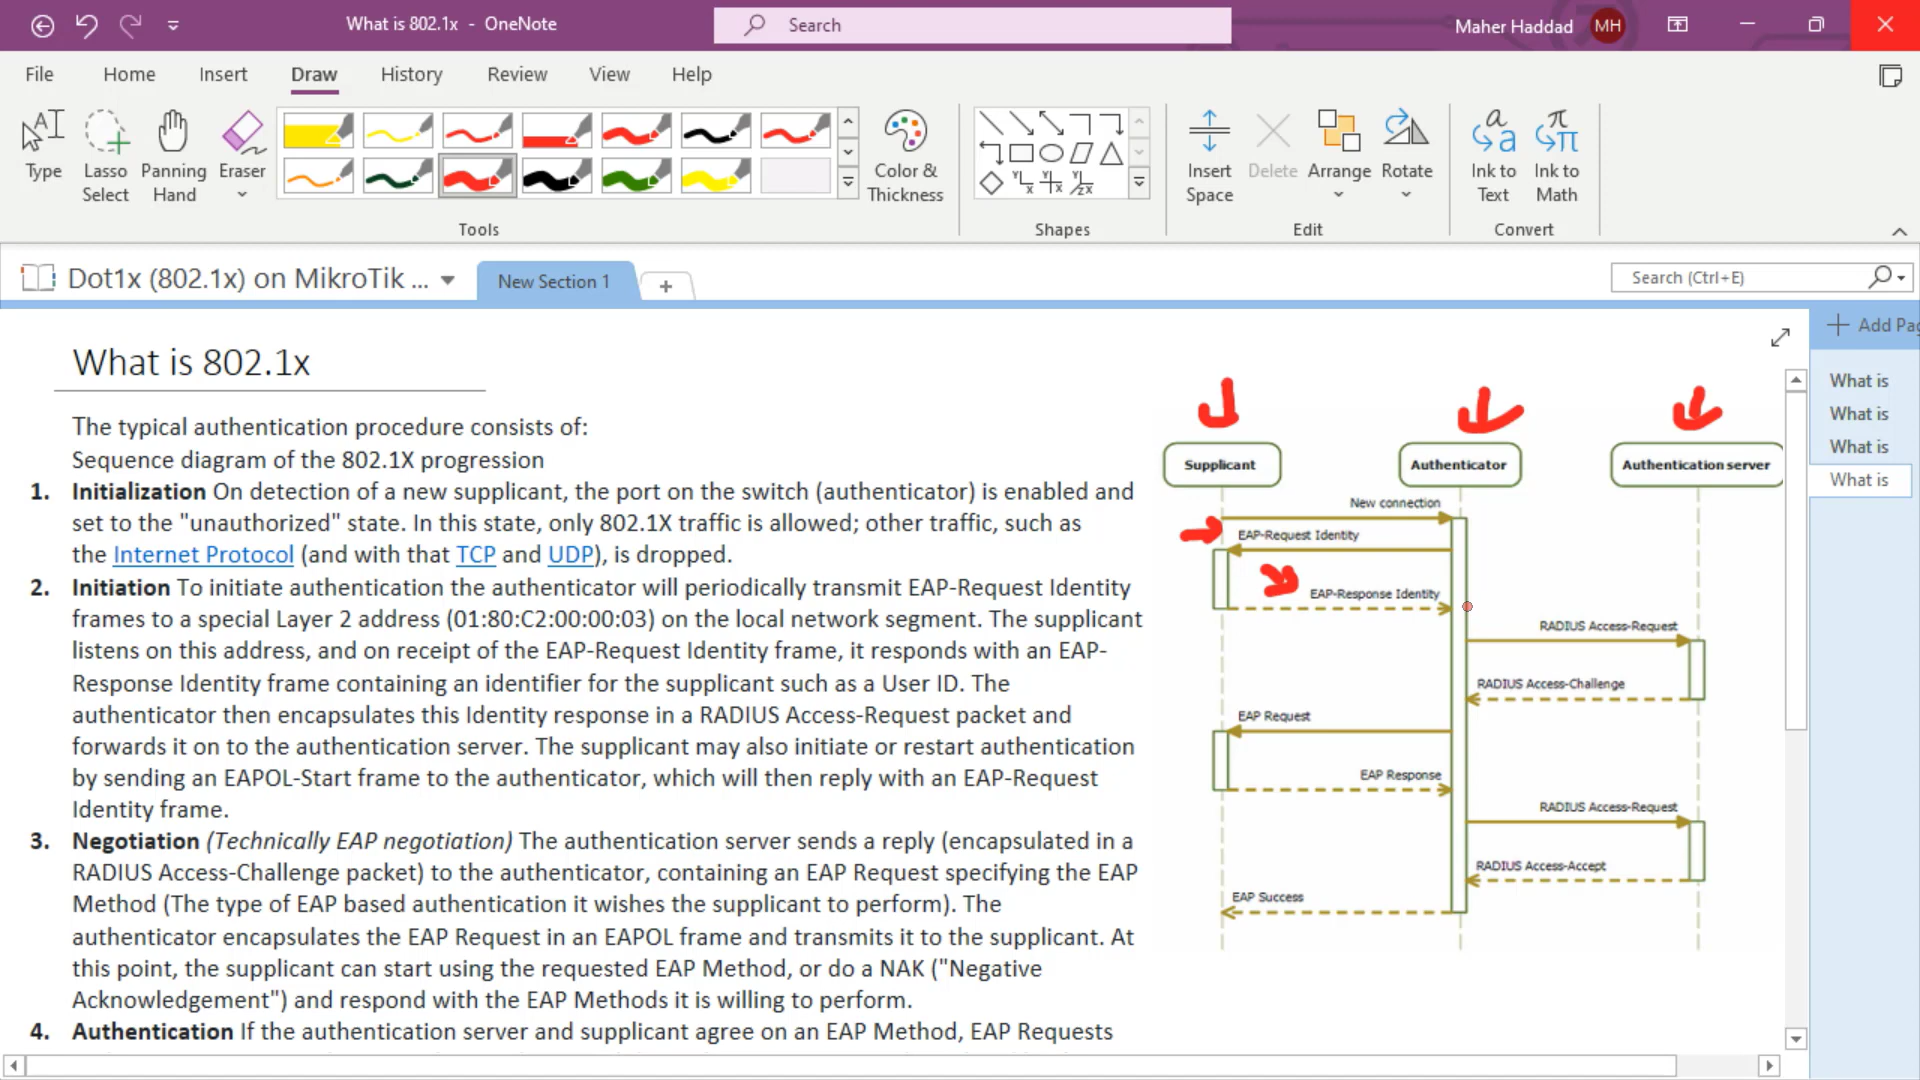 What is 802.1x - OneNote
Search
Maher Haddad
MH
File
Home
Insert
Draw
History
Review
View
Help
Type
Lasso
Select
Panning
Hand
Eraser
Color &
Thickness
Insert
Space
Delete
Arrange
Rotate
Ink to
Text
Ink to
Math
Tools
Shapes
Edit
Convert
Dot1x (802.1x) on MikroTik ...
New Section 1
Search (Ctrl+E)
Add Pag
What is
What is
What is
What is
What is 802.1x
The typical authentication procedure consists of:
Sequence diagram of the 802.1X progression
1. Initialization On detection of a new supplicant, the port on the switch (authenticator) is enabled and
set to the "unauthorized" state. In this state, only 802.1X traffic is allowed; other traffic, such as
the Internet Protocol (and with that TCP and UDP), is dropped.
2. Initiation To initiate authentication the authenticator will periodically transmit EAP-Request Identity
frames to a special Layer 2 address (01:80:C2:00:00:03) on the local network segment. The supplicant
listens on this address, and on receipt of the EAP-Request Identity frame, it responds with an EAP-
Response Identity frame containing an identifier for the supplicant such as a User ID. The
authenticator then encapsulates this Identity response in a RADIUS Access-Request packet and
forwards it on to the authentication server. The supplicant may also initiate or restart authentication
by sending an EAPOL-Start frame to the authenticator, which will then reply with an EAP-Request
Identity frame.
3. Negotiation (Technically EAP negotiation) The authentication server sends a reply (encapsulated in a
RADIUS Access-Challenge packet) to the authenticator, containing an EAP Request specifying the EAP
Method (The type of EAP based authentication it wishes the supplicant to perform). The
authenticator encapsulates the EAP Request in an EAPOL frame and transmits it to the supplicant. At
this point, the supplicant can start using the requested EAP Method, or do a NAK ("Negative
Acknowledgement") and respond with the EAP Methods it is willing to perform.
4. Authentication If the authentication server and supplicant agree on an EAP Method, EAP Requests
Supplicant
Authenticator
Authentication server
New connection
EAP-Request Identity
EAP-Response Identity
RADIUS Access-Request
RADIUS Access-Challenge
EAP Request
EAP Response
RADIUS Access-Request
RADIUS Access-Accept
EAP Success